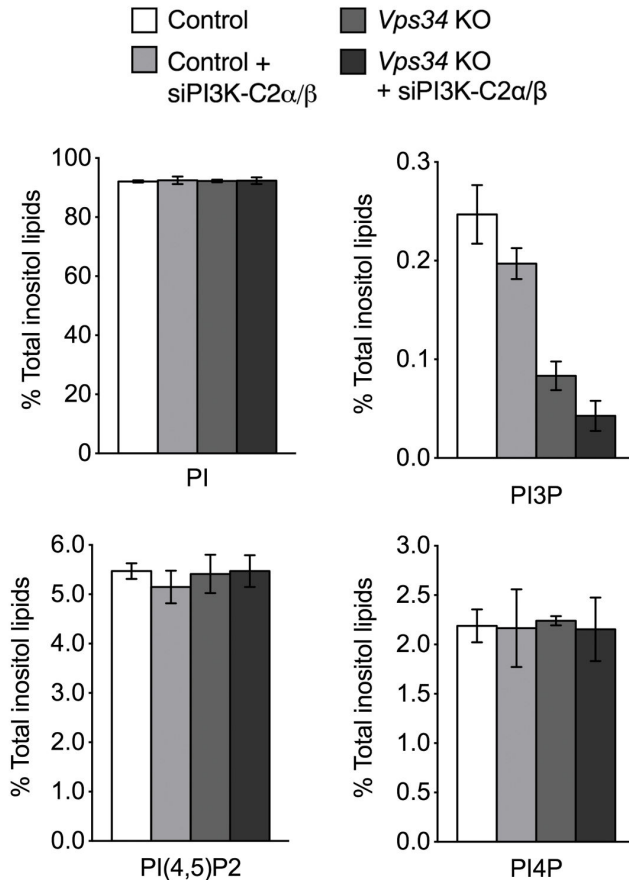 Control
Control +
siPI3K-C2α/β
Vps34 KO
Vps34 KO
+ siPI3K-C2α/β
% Total inositol lipids
100
80
60
40
20
0
PI
% Total inositol lipids
0.3
0.2
0.1
0.0
PI3P
% Total inositol lipids
6.0
5.0
4.0
3.0
2.0
1.0
0.0
PI(4,5)P2
% Total inositol lipids
3.0
2.5
2.0
1.5
1.0
0.5
0.0
PI4P